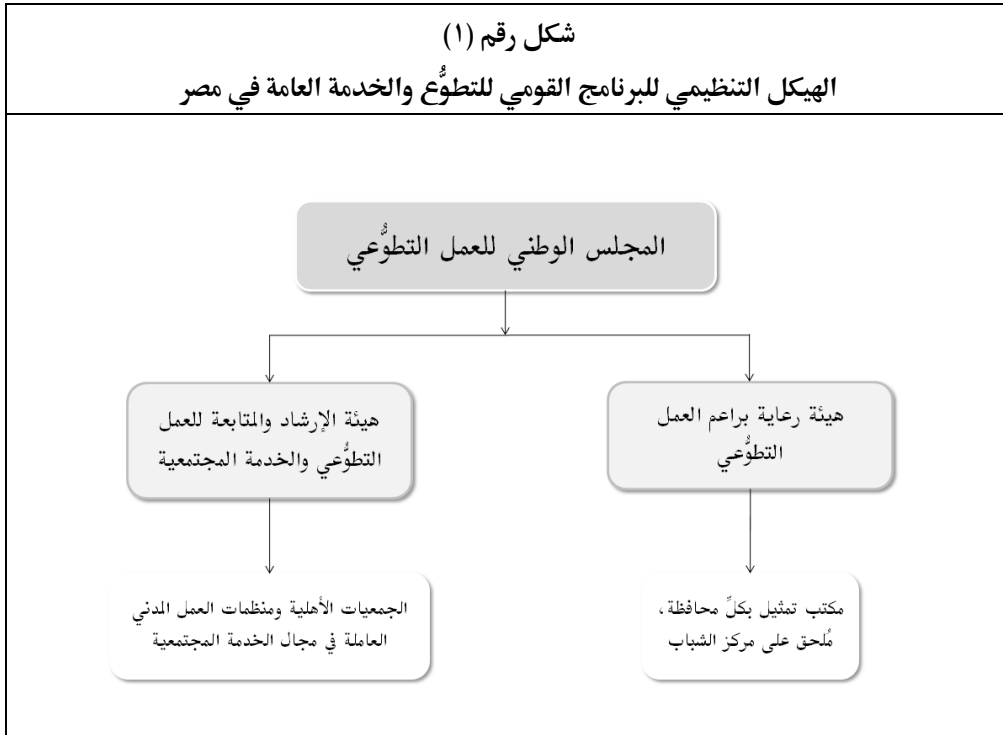 شكل رقم (١)
الهيكل التنظيمي للبرنامج القومي للتطوُّع والخدمة العامة في مصر
المجلس الوطني للعمل التطوُّعي
هيئة رعاية براعم العمل
التطوُّعي
هيئة الإرشاد والمتابعة للعمل
التطوُّعي والخدمة المجتمعية
مكتب تمثيل بكلِّ محافظة،
مُلحق على مركز الشباب
الجمعيات الأهلية ومنظمات العمل المدني
العاملة في مجال الخدمة المجتمعية